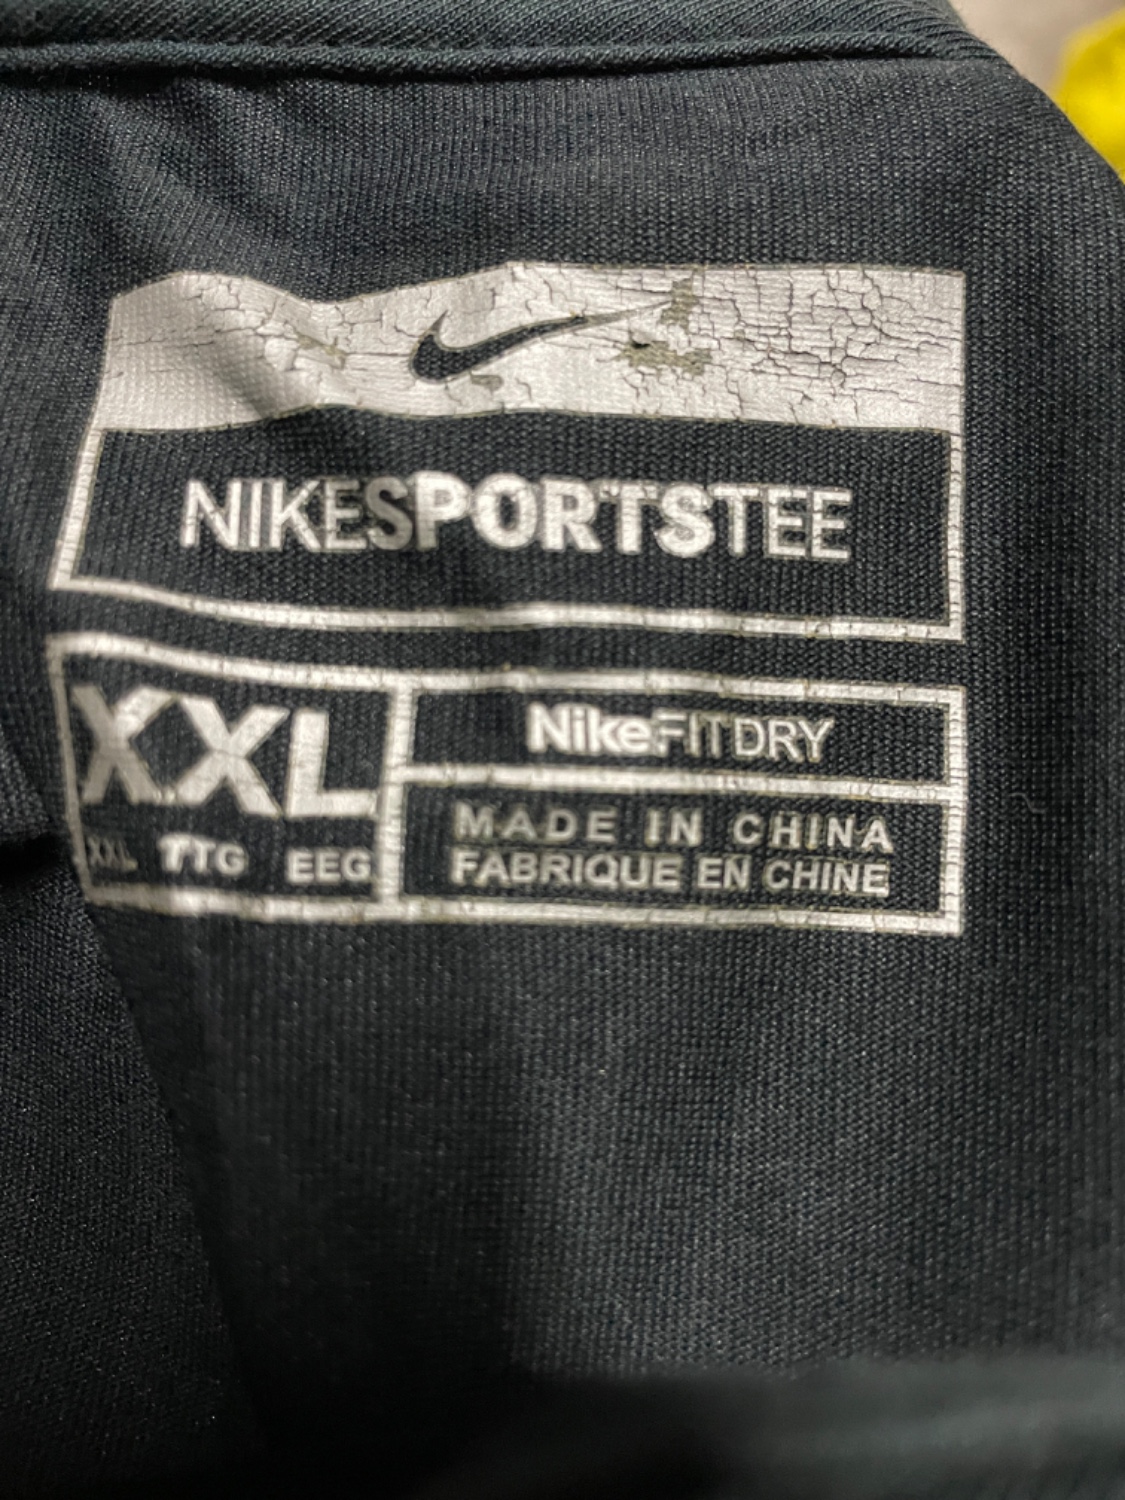 NIKESPORTSTEE
XXL
XXL TTG EEG
NikeFITDRY
MADE IN CHINA
FABRIQUE EN CHINE